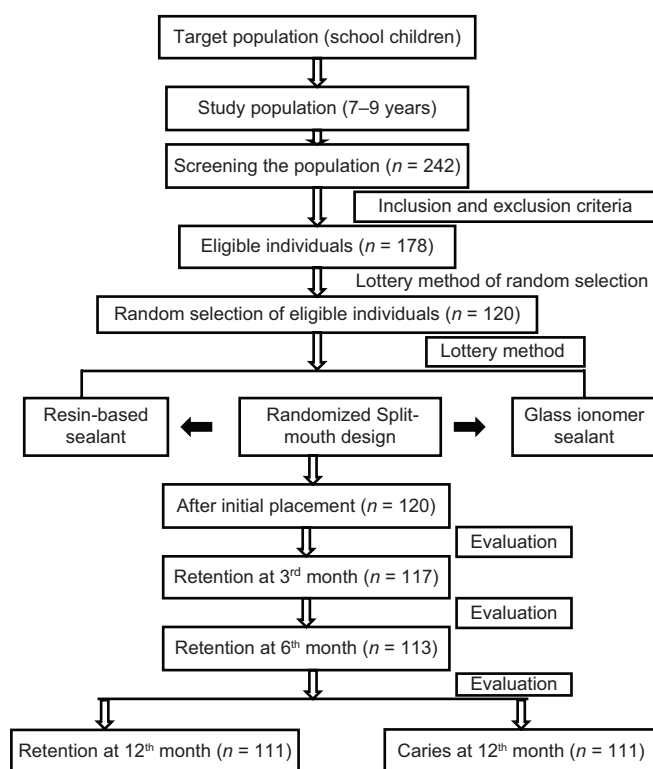 Target population (school children)
Study population (7–9 years)
Screening the population (n = 242)
Inclusion and exclusion criteria
Eligible individuals (n = 178)
Lottery method of random selection
Random selection of eligible individuals (n = 120)
Lottery method
Resin-based
sealant
Randomized Split-
mouth design
Glass ionomer
sealant
After initial placement (n = 120)
Evaluation
Retention at 3rd month (n = 117)
Evaluation
Retention at 6th month (n = 113)
Evaluation
Retention at 12th month (n = 111)
Caries at 12th month (n = 111)